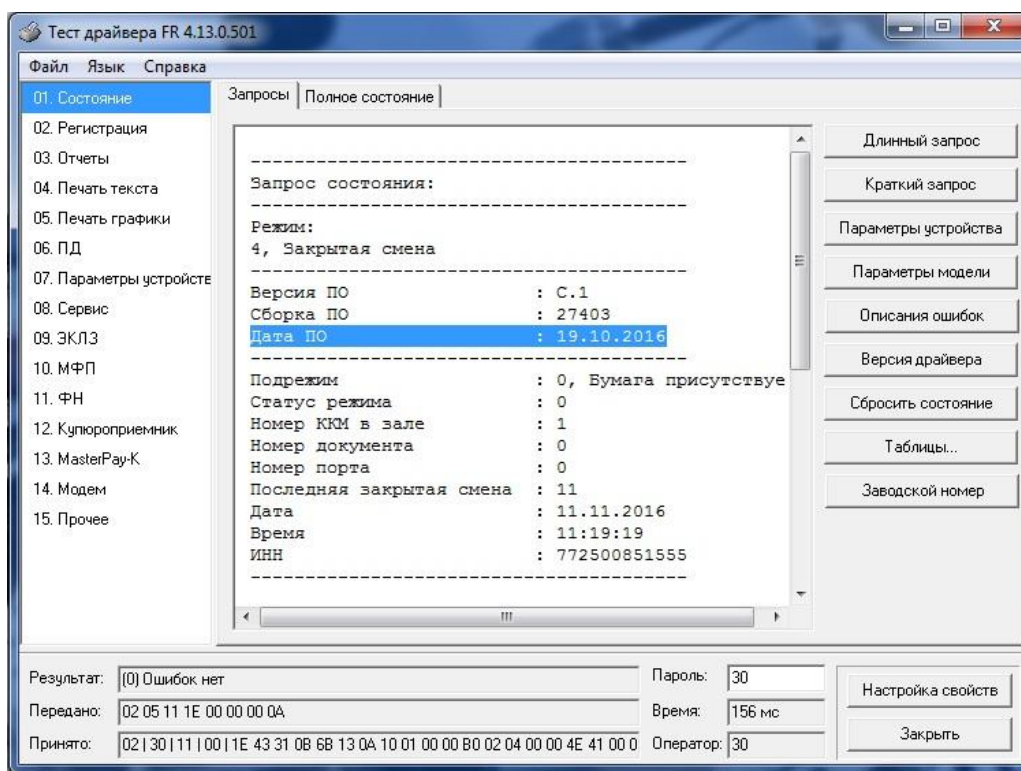 Тест драйвера FR 4.13.0.501
Файл Язык Справка
01. Состояние
02. Регистрация
03. Отчеты
04. Печать текста
05. Печать графики
06. ПД
07. Параметры устройств
08. Сервис
09. ЭКЛЗ
10. МФП
11. ФН
12. Купюроприемник
13. MasterPay-K
14. Модем
15. Прочее
Запросы Полное состояние
----------------------------------------
Запрос состояния:
----------------------------------------
Режим:
4, Закрытая смена
----------------------------------------
Версия ПО : C.1
Сборка ПО : 27403
Дата ПО : 19.10.2016
----------------------------------------
Подрежим : 0, Бумага присутствуе
Статус режима : 0
Номер ККМ в зале : 1
Номер документа : 0
Номер порта : 0
Последняя закрытая смена : 11
Дата : 11.11.2016
Время : 11:19:19
ИНН : 772500851555
----------------------------------------
Длинный запрос
Краткий запрос
Параметры устройства
Параметры модели
Описания ошибок
Версия драйвера
Сбросить состояние
Таблицы...
Заводской номер
Результат: (0) Ошибок нет
Передано: 02 05 11 1E 00 00 00 0A
Принято: 02 | 30 | 11 | 00 | 1E 43 31 0B 6B 13 0A 10 01 00 00 B0 02 04 00 00 4E 41 00 0
Пароль: 30
Время: 156 мс
Оператор: 30
Настройка свойств
Закрыть